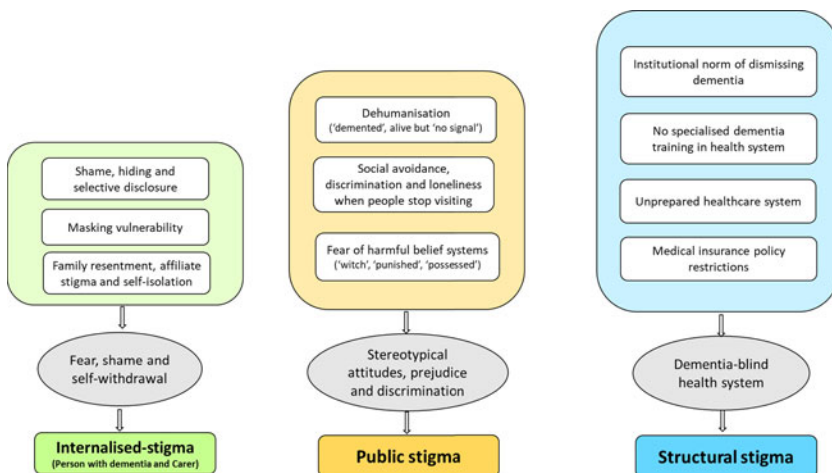 Shame, hiding and
selective disclosure
Masking vulnerability
Family resentment, affiliate
stigma and self-isolation
Fear, shame and
self-withdrawal
Internalised-stigma
(Person with dementia and Carer)
Dehumanisation
(‘demented’, alive but ‘no signal’)
Social avoidance,
discrimination and loneliness
when people stop visiting
Fear of harmful belief systems
(‘witch’, ‘punished’, ‘possessed’)
Stereotypical
attitudes, prejudice
and discrimination
Public stigma
Institutional norm of dismissing
dementia
No specialised dementia
training in health system
Unprepared healthcare system
Medical insurance policy
restrictions
Dementia-blind
health system
Structural stigma